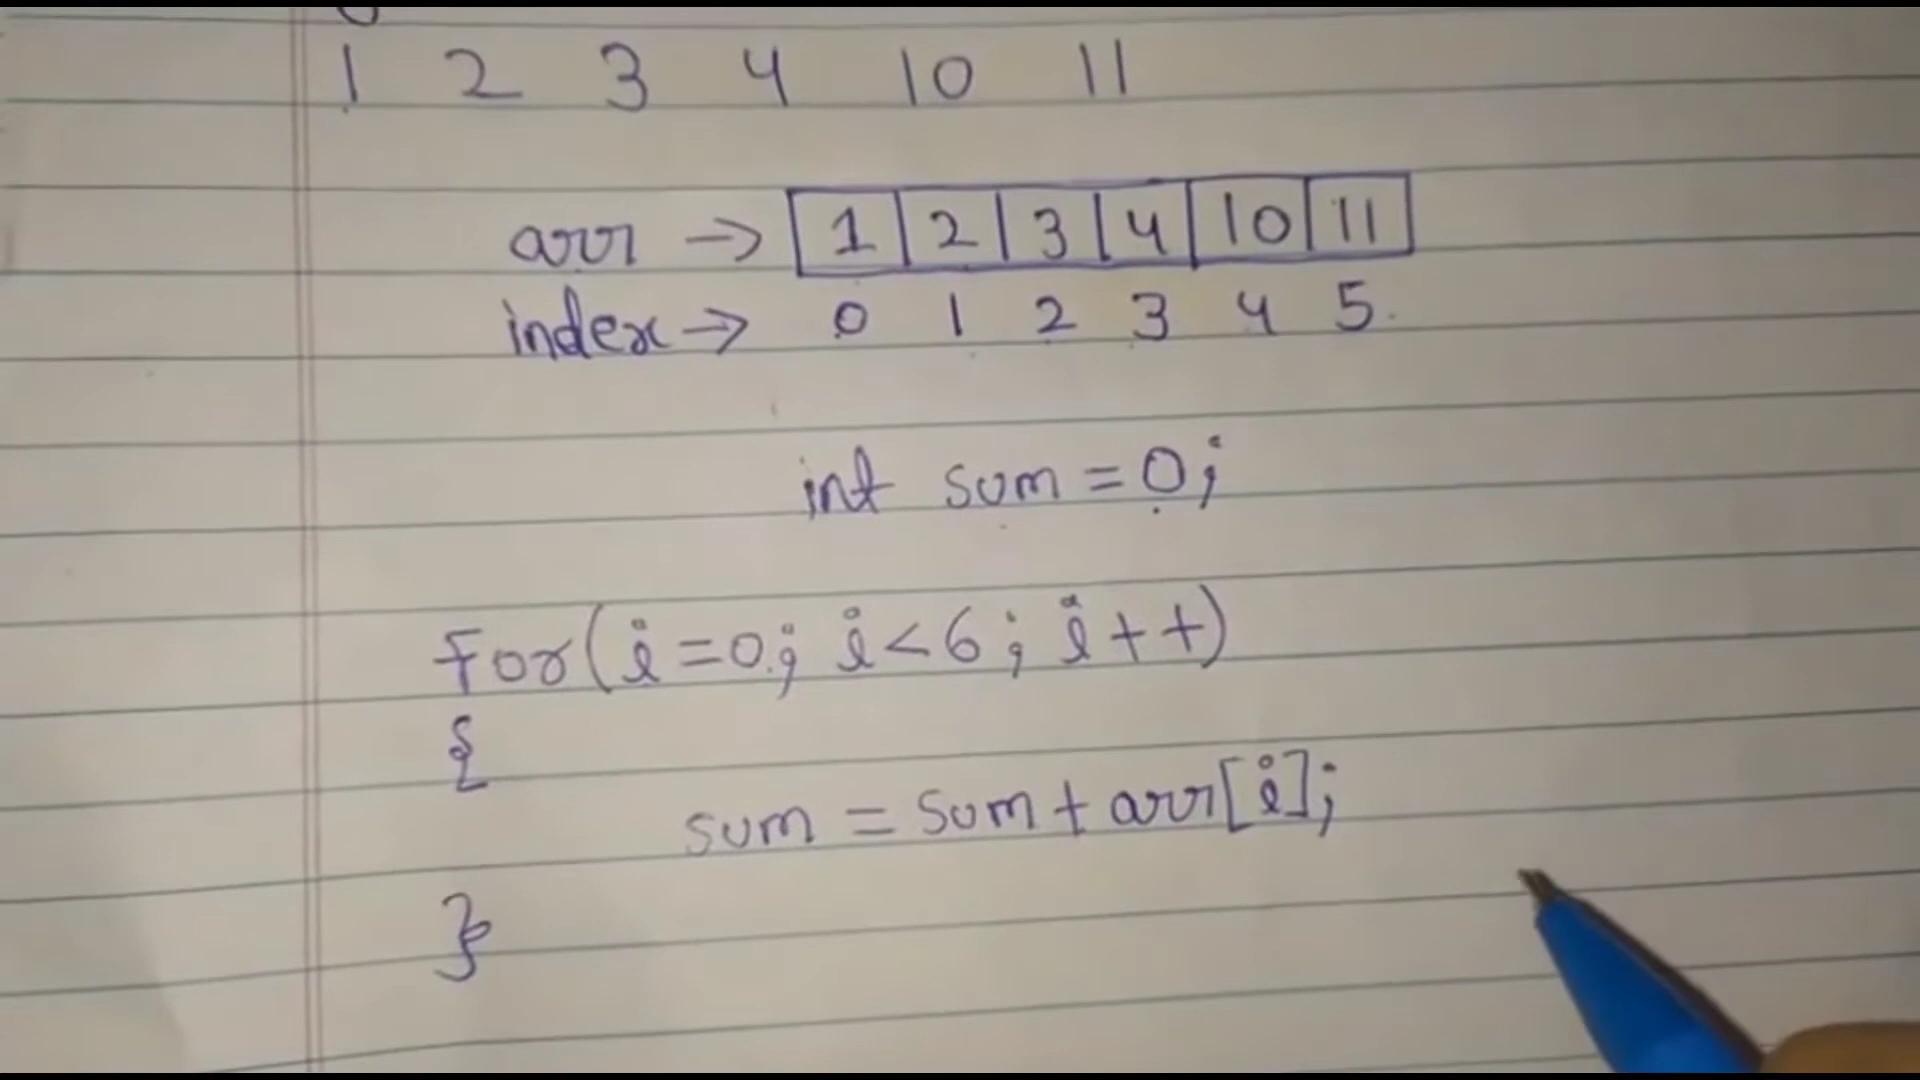 1 2 3 4 10 11
arr → 1 2 3 4 10 11
index → 0 1 2 3 4 5.
int sum = 0;
For(i=0; i<6; i++)
{
sum = sum + arr[i];
}